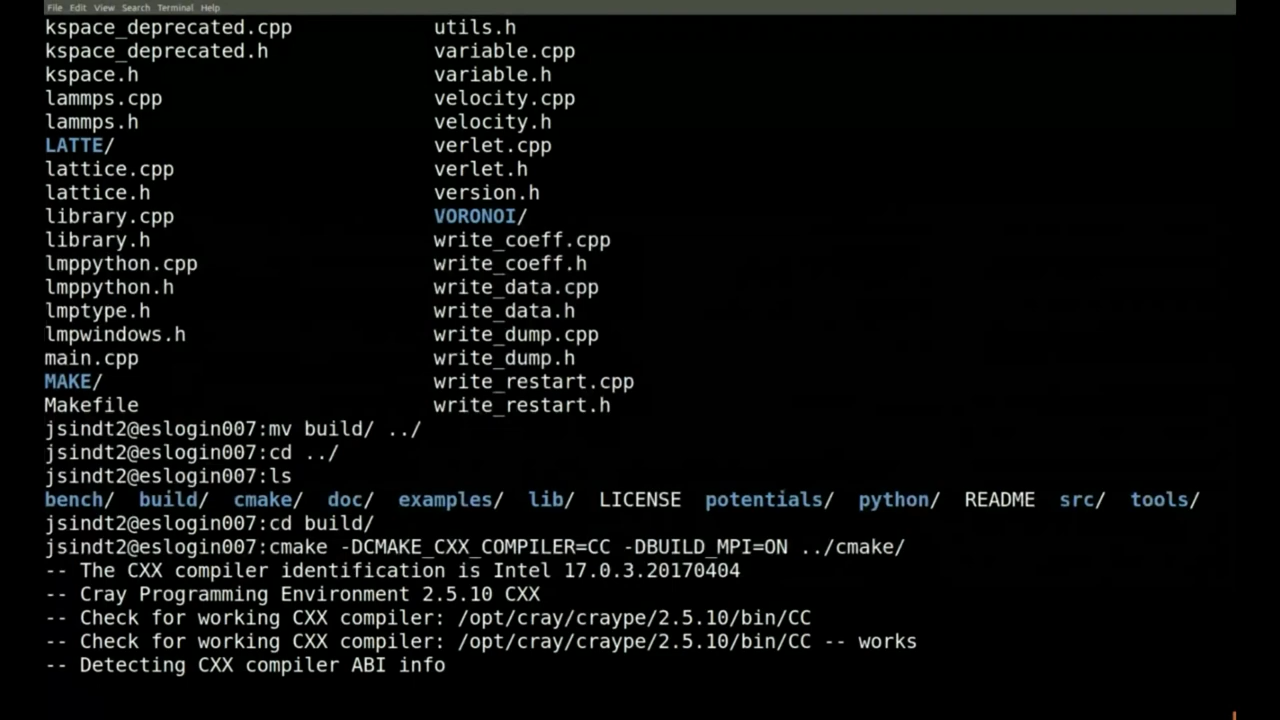 File Edit View Search Terminal Help
kspace_deprecated.cpp utils.h
kspace_deprecated.h variable.cpp
kspace.h variable.h
lammps.cpp velocity.cpp
lammps.h velocity.h
LATTE/ verlet.cpp
lattice.cpp verlet.h
lattice.h version.h
library.cpp VORONOI/
library.h write_coeff.cpp
lmppython.cpp write_coeff.h
lmppython.h write_data.cpp
lmptype.h write_data.h
lmpwindows.h write_dump.cpp
main.cpp write_dump.h
MAKE/ write_restart.cpp
Makefile write_restart.h
jsindt2@eslogin007:mv build/ ../
jsindt2@eslogin007:cd ../
jsindt2@eslogin007:ls
bench/ build/ cmake/ doc/ examples/ lib/ LICENSE potentials/ python/ README src/ tools/
jsindt2@eslogin007:cd build/
jsindt2@eslogin007:cmake -DCMAKE_CXX_COMPILER=CC -DBUILD_MPI=ON ../cmake/
-- The CXX compiler identification is Intel 17.0.3.20170404
-- Cray Programming Environment 2.5.10 CXX
-- Check for working CXX compiler: /opt/cray/craype/2.5.10/bin/CC
-- Check for working CXX compiler: /opt/cray/craype/2.5.10/bin/CC -- works
-- Detecting CXX compiler ABI info